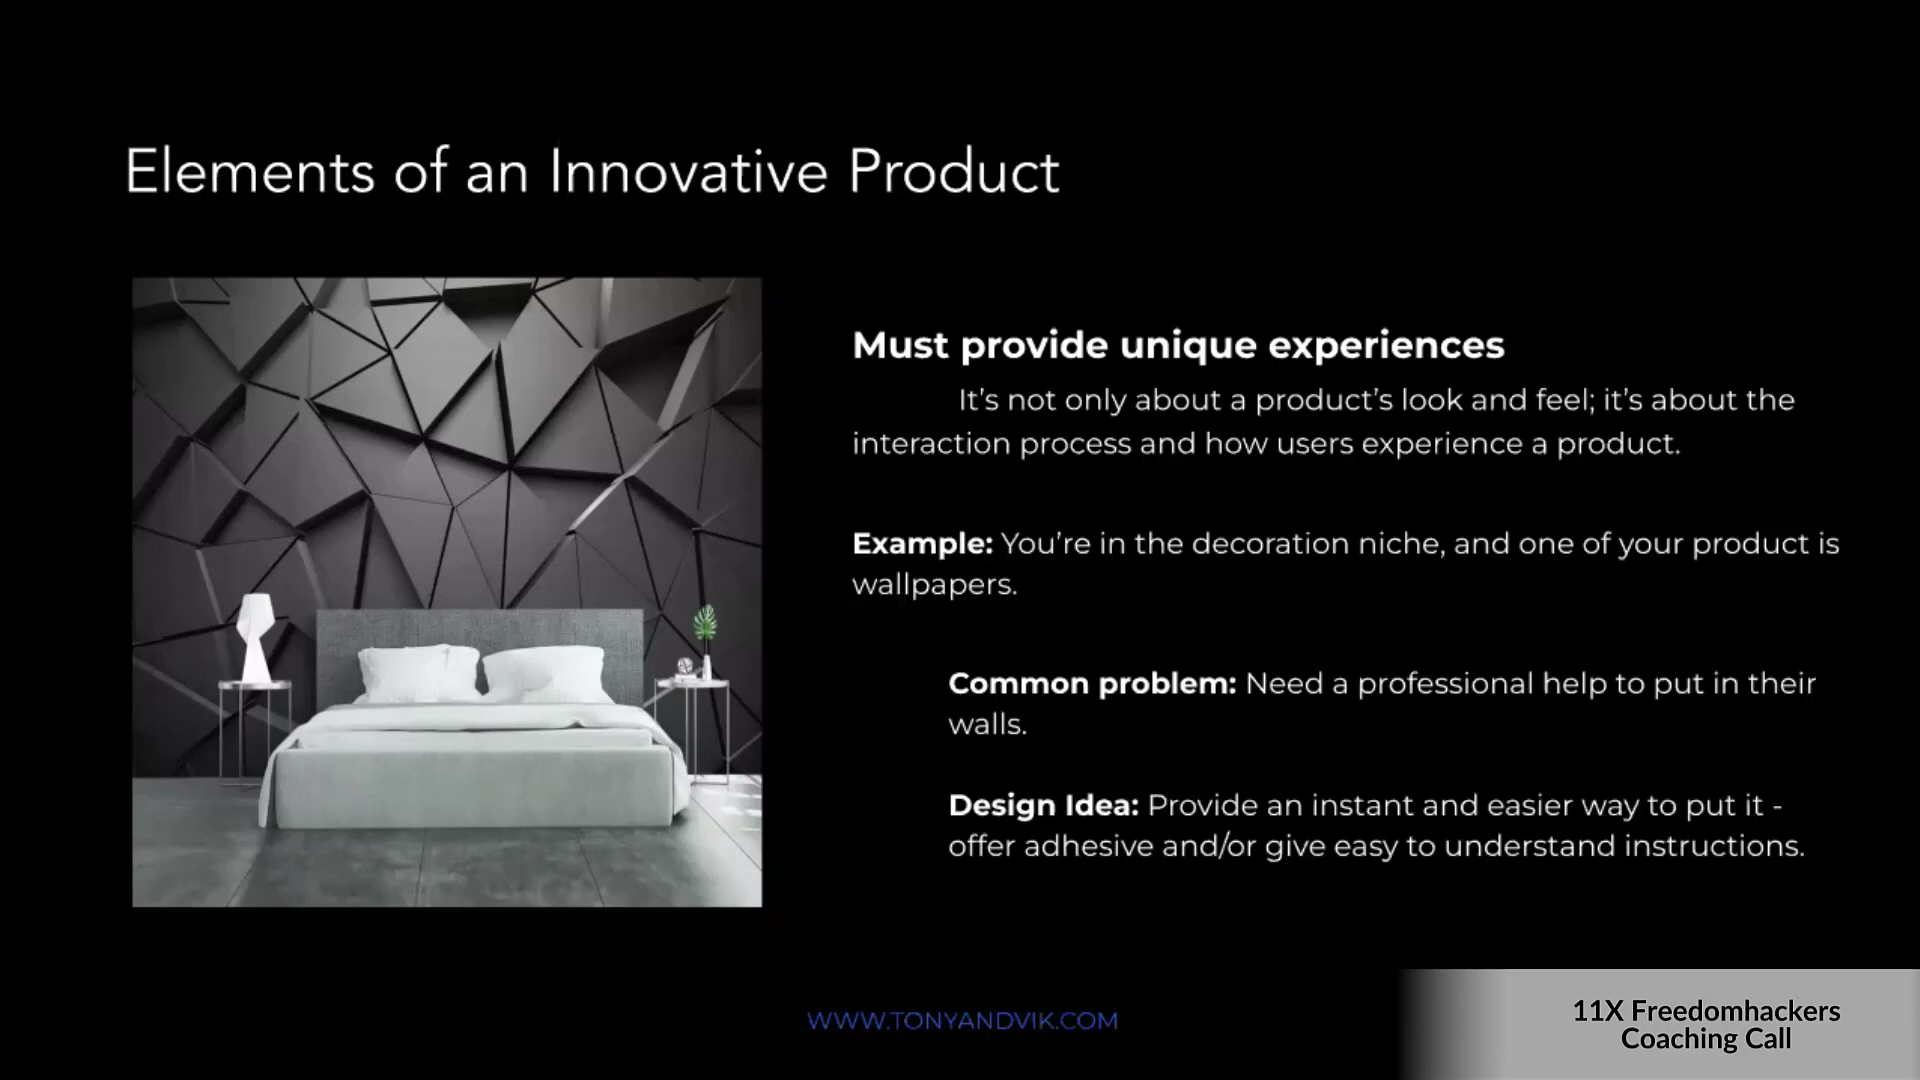 Elements of an Innovative Product
Must provide unique experiences
It’s not only about a product’s look and feel; it’s about the
interaction process and how users experience a product.
Example: You’re in the decoration niche, and one of your product is
wallpapers.
Common problem: Need a professional help to put in their
walls.
Design Idea: Provide an instant and easier way to put it -
offer adhesive and/or give easy to understand instructions.
WWW.TONYANDVIK.COM
11X Freedomhackers
Coaching Call